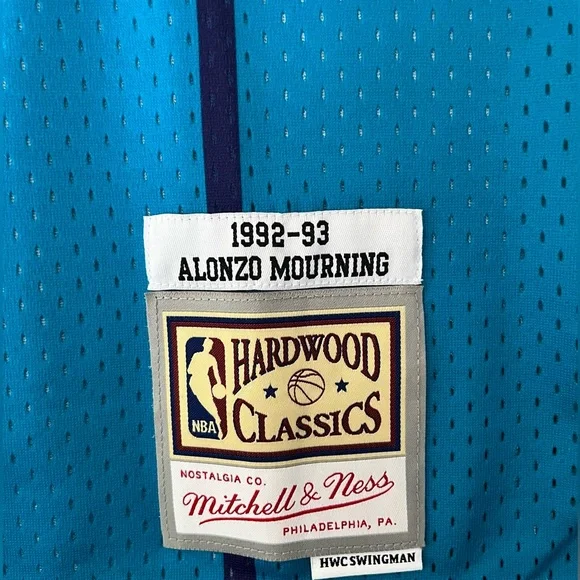 1992-93
ALONZO MOURNING
HARDWOOD
CLASSICS
NBA
NOSTALGIA CO.
Mitchell & Ness
PHILADELPHIA, PA.
HWC SWINGMAN